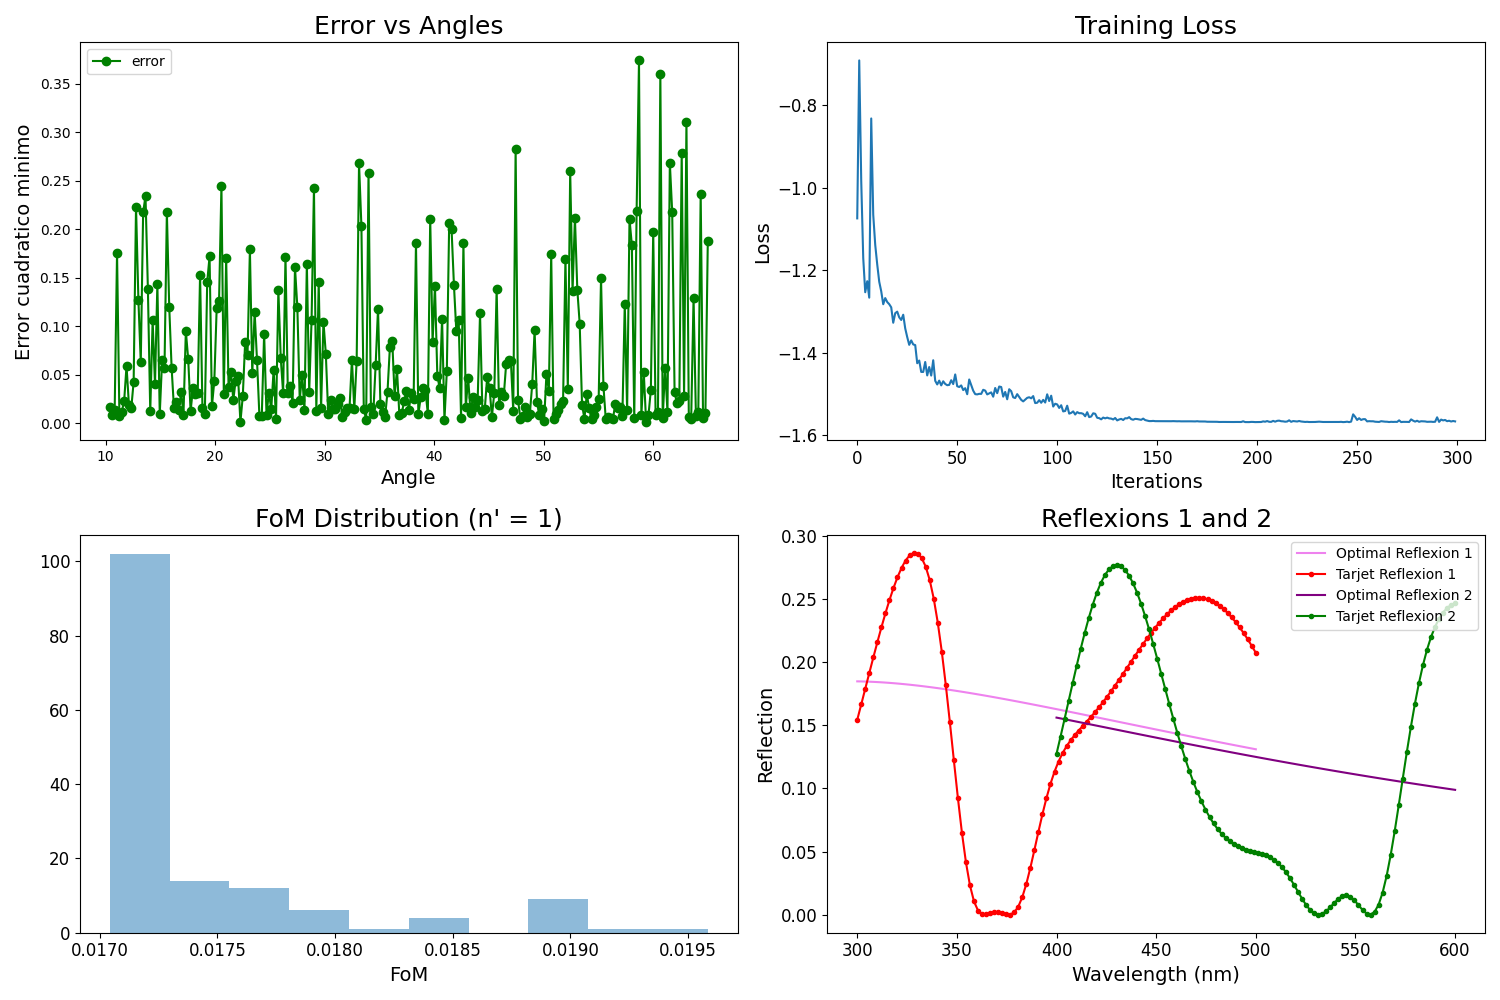 Error vs Angles
error
Error cuadratico minimo
0.35
0.30
0.25
0.20
0.15
0.10
0.05
0.00
10 20 30 40 50 60
Angle
Training Loss
Loss
−0.8
−1.0
−1.2
−1.4
−1.6
0 50 100 150 200 250 300
Iterations
FoM Distribution (n' = 1)
100
80
60
40
20
0
0.0170 0.0175 0.0180 0.0185 0.0190 0.0195
FoM
Reflexions 1 and 2
Optimal Reflexion 1
Tarjet Reflexion 1
Optimal Reflexion 2
Tarjet Reflexion 2
Reflection
0.30
0.25
0.20
0.15
0.10
0.05
0.00
300 350 400 450 500 550 600
Wavelength (nm)